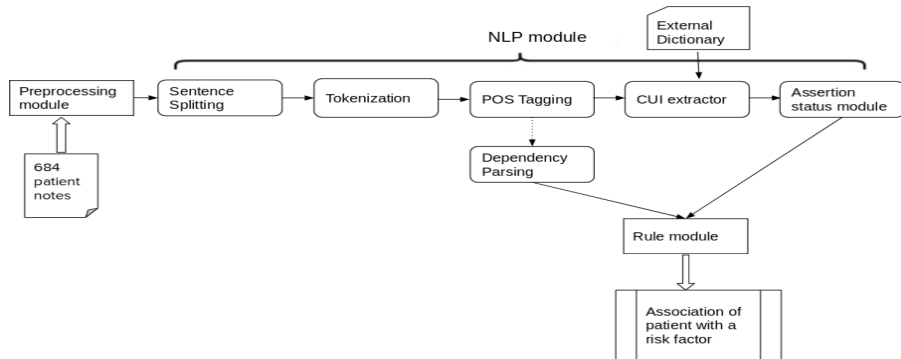 NLP module
External
Dictionary
Preprocessing
module
Sentence
Splitting
Tokenization
POS Tagging
CUI extractor
Assertion
status module
684
patient
notes
Dependency
Parsing
Rule module
Association of
patient with a
risk factor